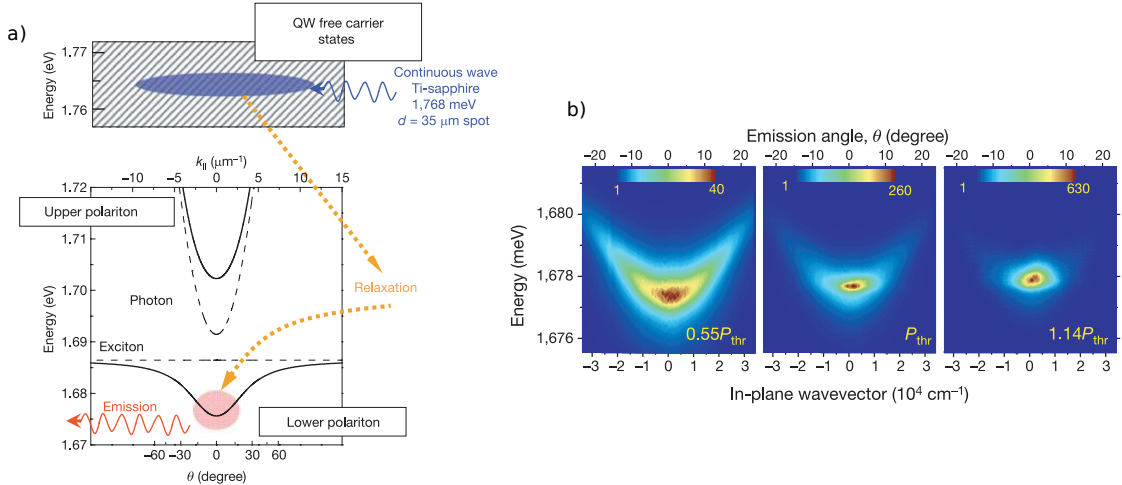 a)
QW free carrier
states
Energy (eV)
1.77
1.76
Continuous wave
Ti-sapphire
1,768 meV
d = 35 μm spot
k|| (μm⁻¹)
−5 0 5 10 15
Energy (eV)
1.72
1.71
1.70
1.69
1.68
1.67
Upper polariton
Photon
Exciton
Relaxation
Emission
Lower polariton
−60 −30 0 30 60
θ (degree)
b)
Emission angle, θ (degree)
−20 −10 0 10 20
−20 −10 0 10 20
−20 −10 0 10 20
1 40
1 260
1 630
Energy (meV)
1,680
1,678
1,676
0.55Pthr
Pthr
1.14Pthr
−3 −2 −1 0 1 2 3
−3 −2 −1 0 1 2 3
−3 −2 −1 0 1 2 3
In-plane wavevector (10⁴ cm⁻¹)